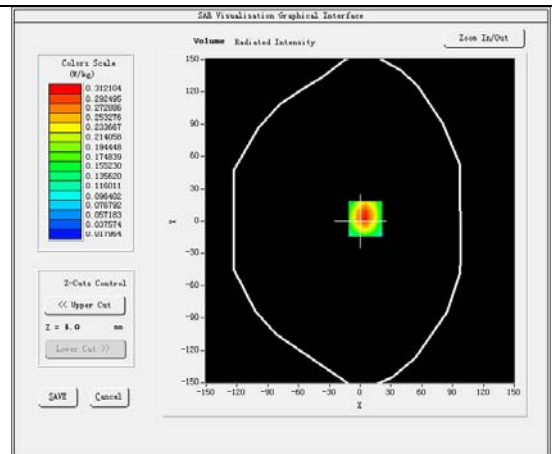 SAR Visualisation Graphical Interface
Volume Radiated Intensity
Zoom In/Out
Colors Scale
(W/kg)
0.312104
0.292495
0.272886
0.253276
0.233667
0.214058
0.194448
0.174839
0.155230
0.135620
0.116011
0.096402
0.076792
0.057183
0.037574
0.017964
150
120
90
60
30
0
-30
-60
-90
-120
-150
Y
-150 -120 -90 -60 -30 0 30 60 90 120 150
X
Z-Cuts Control
<< Upper Cut
Z = 4.0 mm
Lower Cut >>
SAVE Cancel